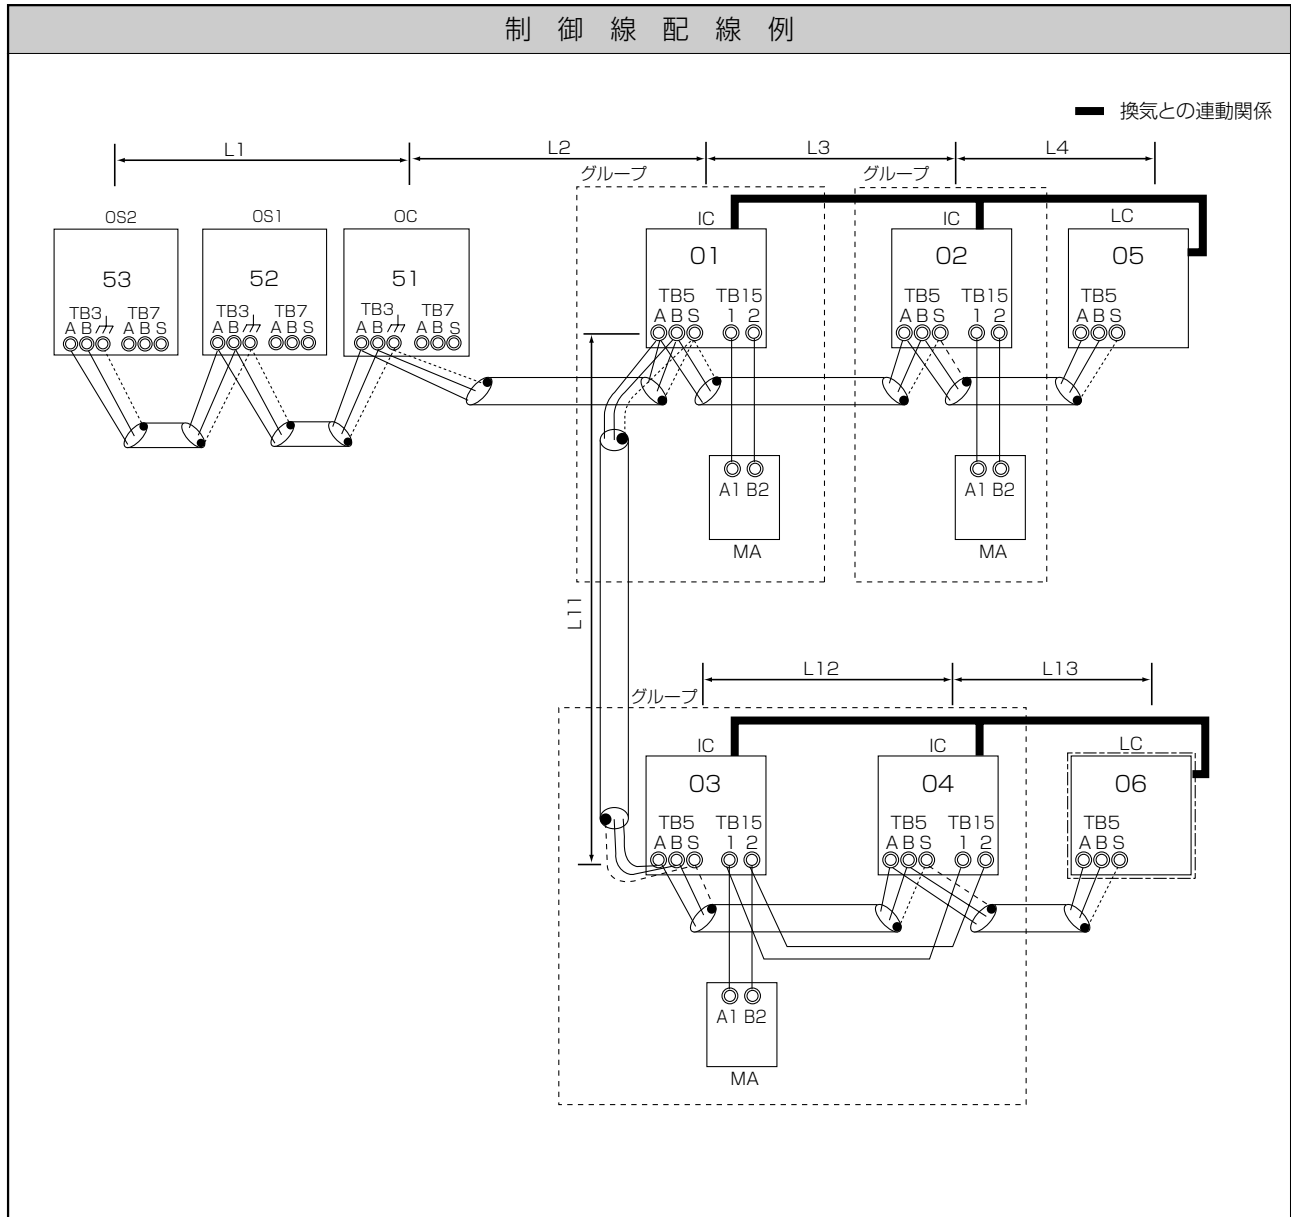 制御線配線例
換気との連動関係
L1 L2 L3 L4
グループ グループ
OS2 OS1 OC IC IC LC
53 52 51 01 02 05
TB3 TB7 TB3 TB7 TB3 TB7 TB5 TB15 TB5 TB15 TB5
A B A B S A B A B S A B A B S A B S 1 2 A B S 1 2 A B S
A1 B2 A1 B2
MA MA
L11
L12 L13
グループ
IC IC LC
03 04 06
TB5 TB15 TB5 TB15 TB5
A B S 1 2 A B S 1 2 A B S
A1 B2
MA